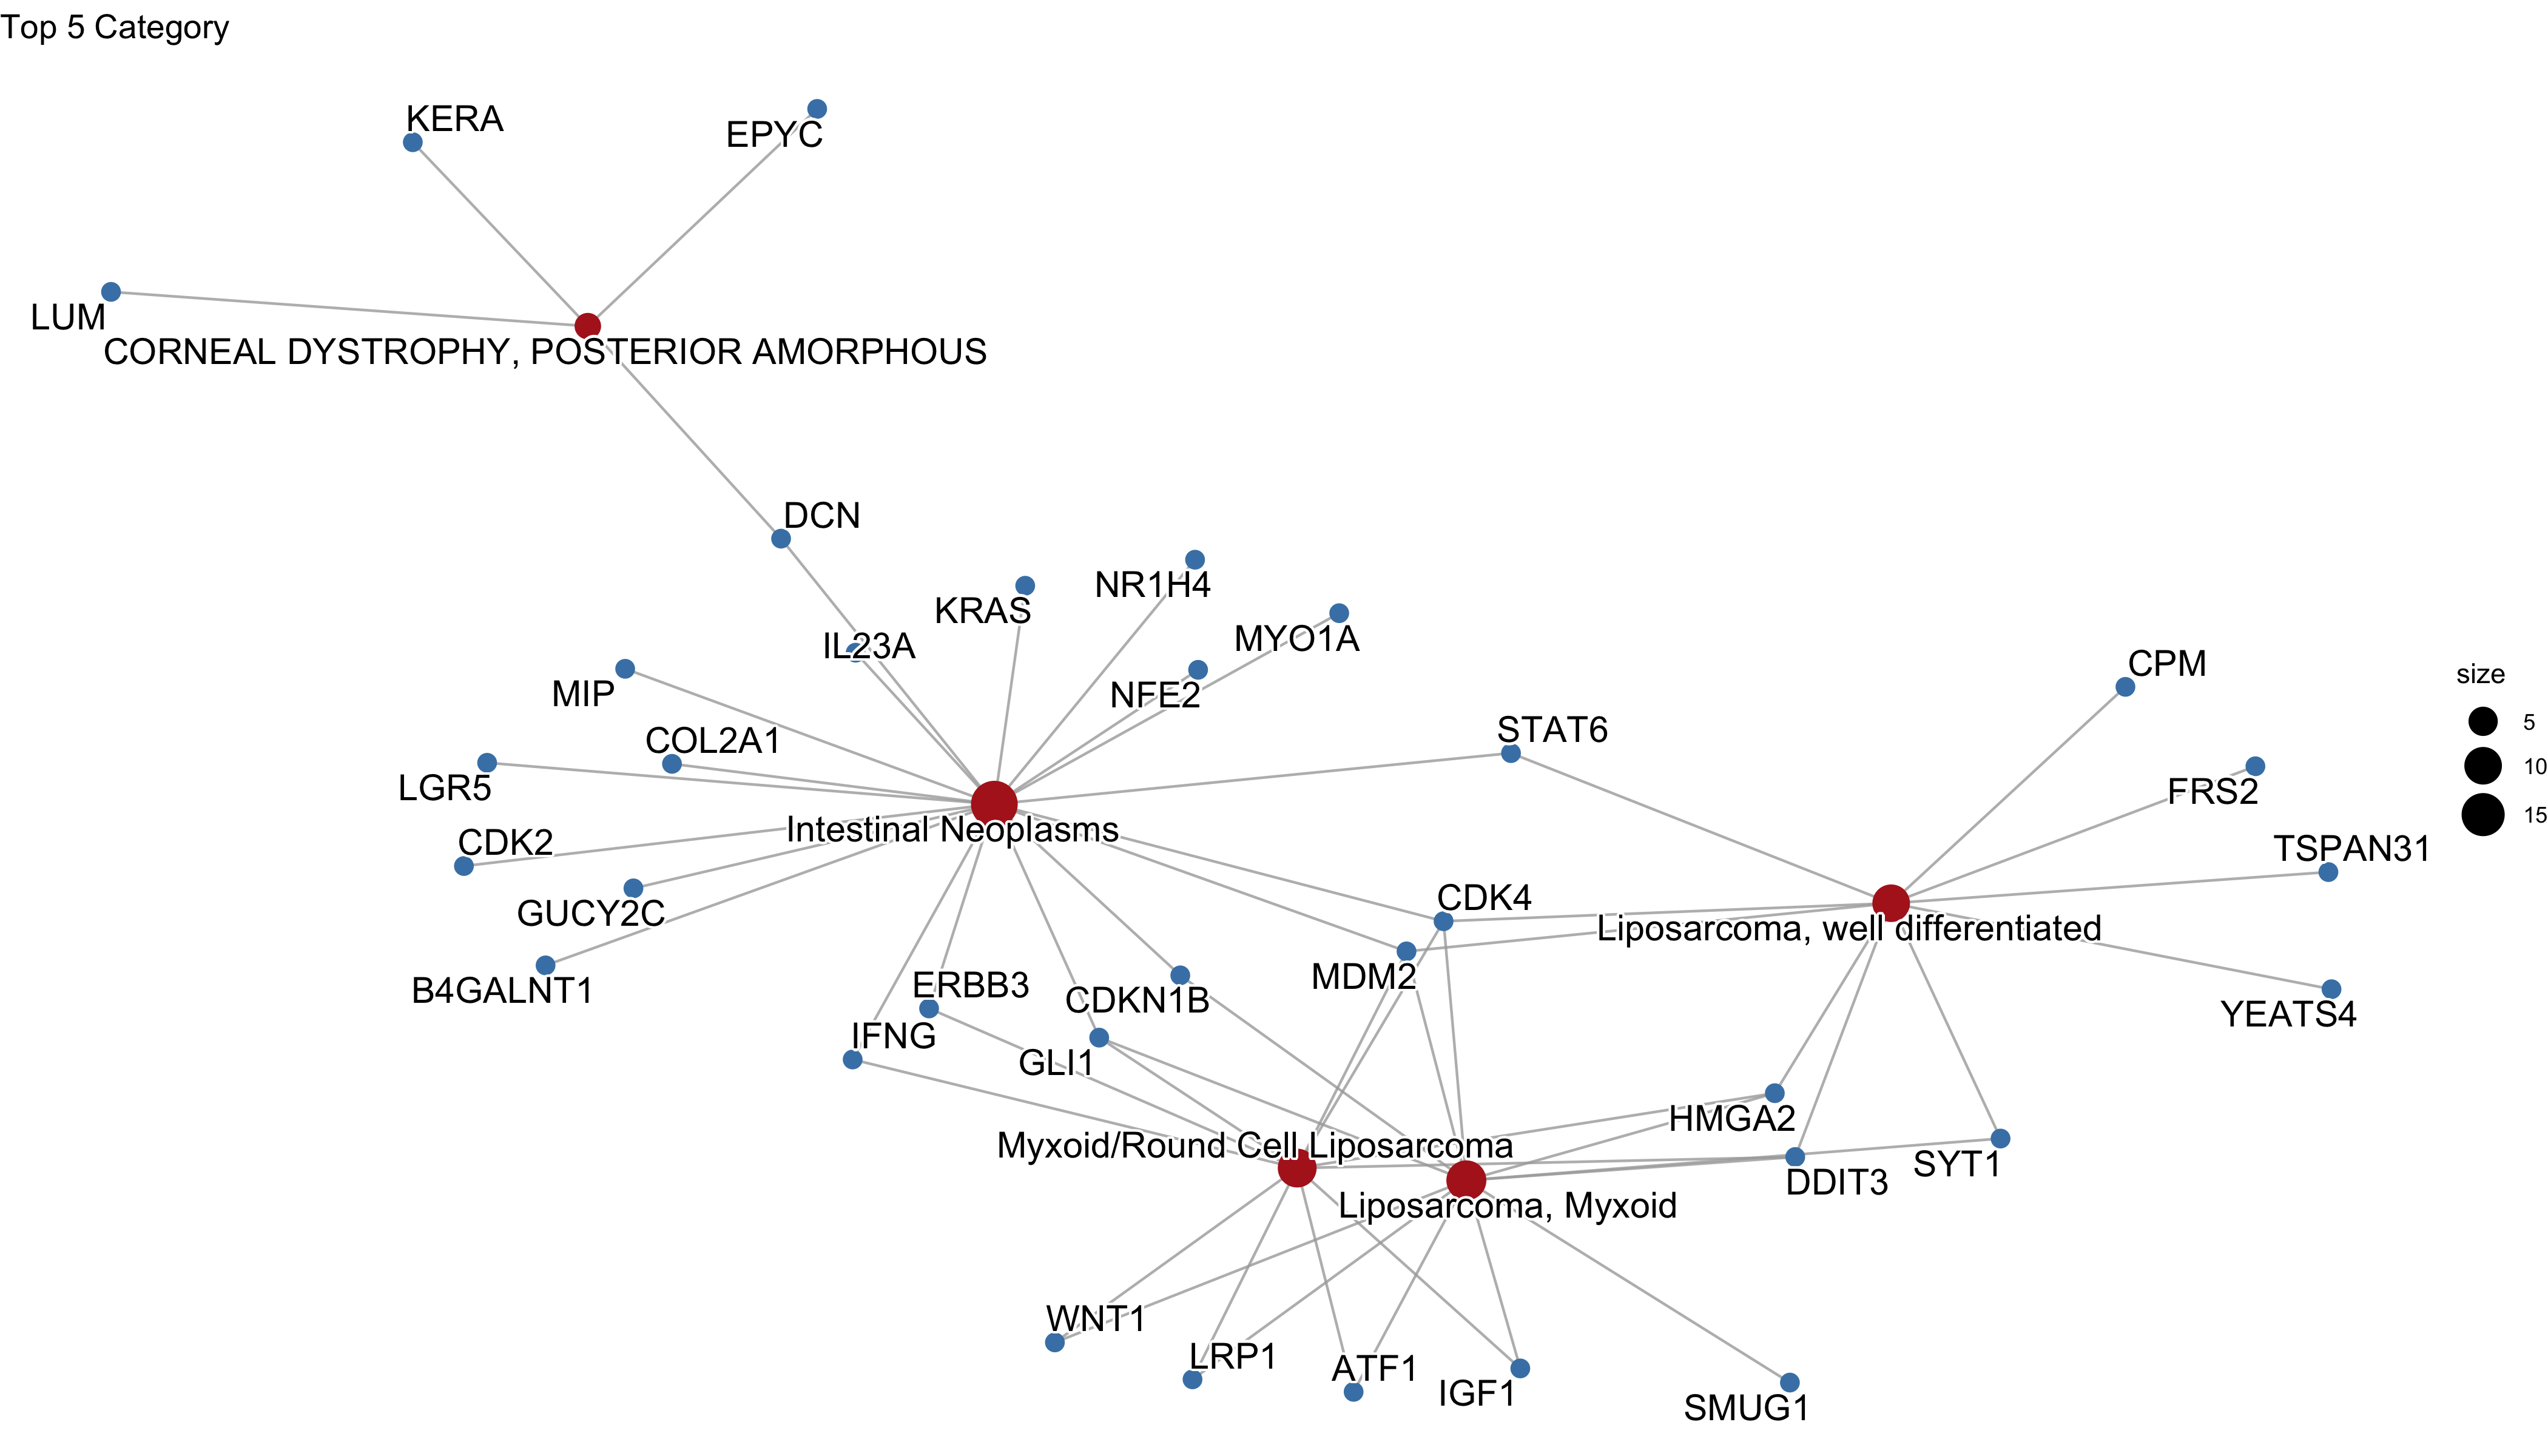 Top 5 Category
KERA
EPYC
LUM
CORNEAL DYSTROPHY, POSTERIOR AMORPHOUS
DCN
NR1H4
KRAS
IL23A
MYO1A
MIP
NFE2
CPM
size
5
10
15
STAT6
COL2A1
LGR5
FRS2
Intestinal Neoplasms
CDK2
TSPAN31
CDK4
GUCY2C
Liposarcoma, well differentiated
MDM2
B4GALNT1
ERBB3
CDKN1B
YEATS4
IFNG
GLI1
HMGA2
Myxoid/Round Cell Liposarcoma
SYT1
DDIT3
Liposarcoma, Myxoid
WNT1
LRP1
ATF1
IGF1
SMUG1